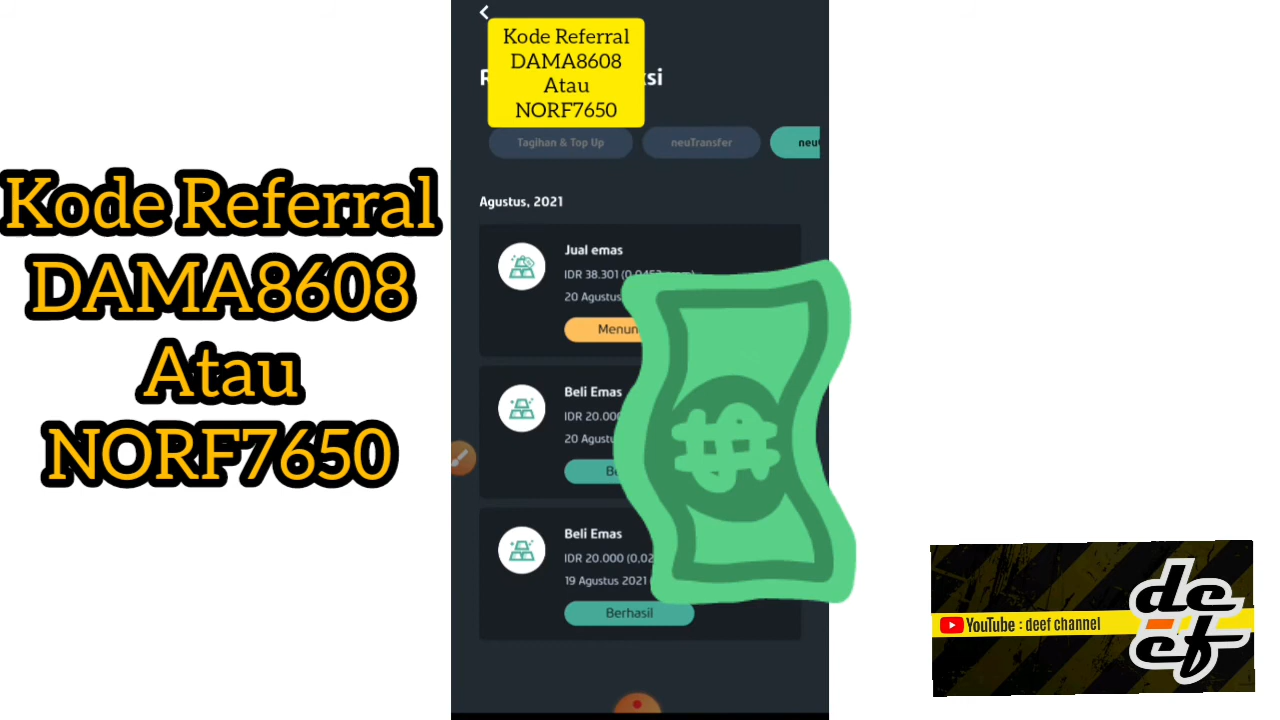 Kode Referral
DAMA8608
Atau
NORF7650
Kode Referral
DAMA8608
Atau
NORF7650
Tagihan & Top Up
neuTransfer
Agustus, 2021
Jual emas
IDR 38.301
20 Agustus
Beli Emas
IDR 20.000
20 Agustus
Beli Emas
IDR 20.000
19 Agustus 2021
Berhasil
YouTube : deef channel
de
ef